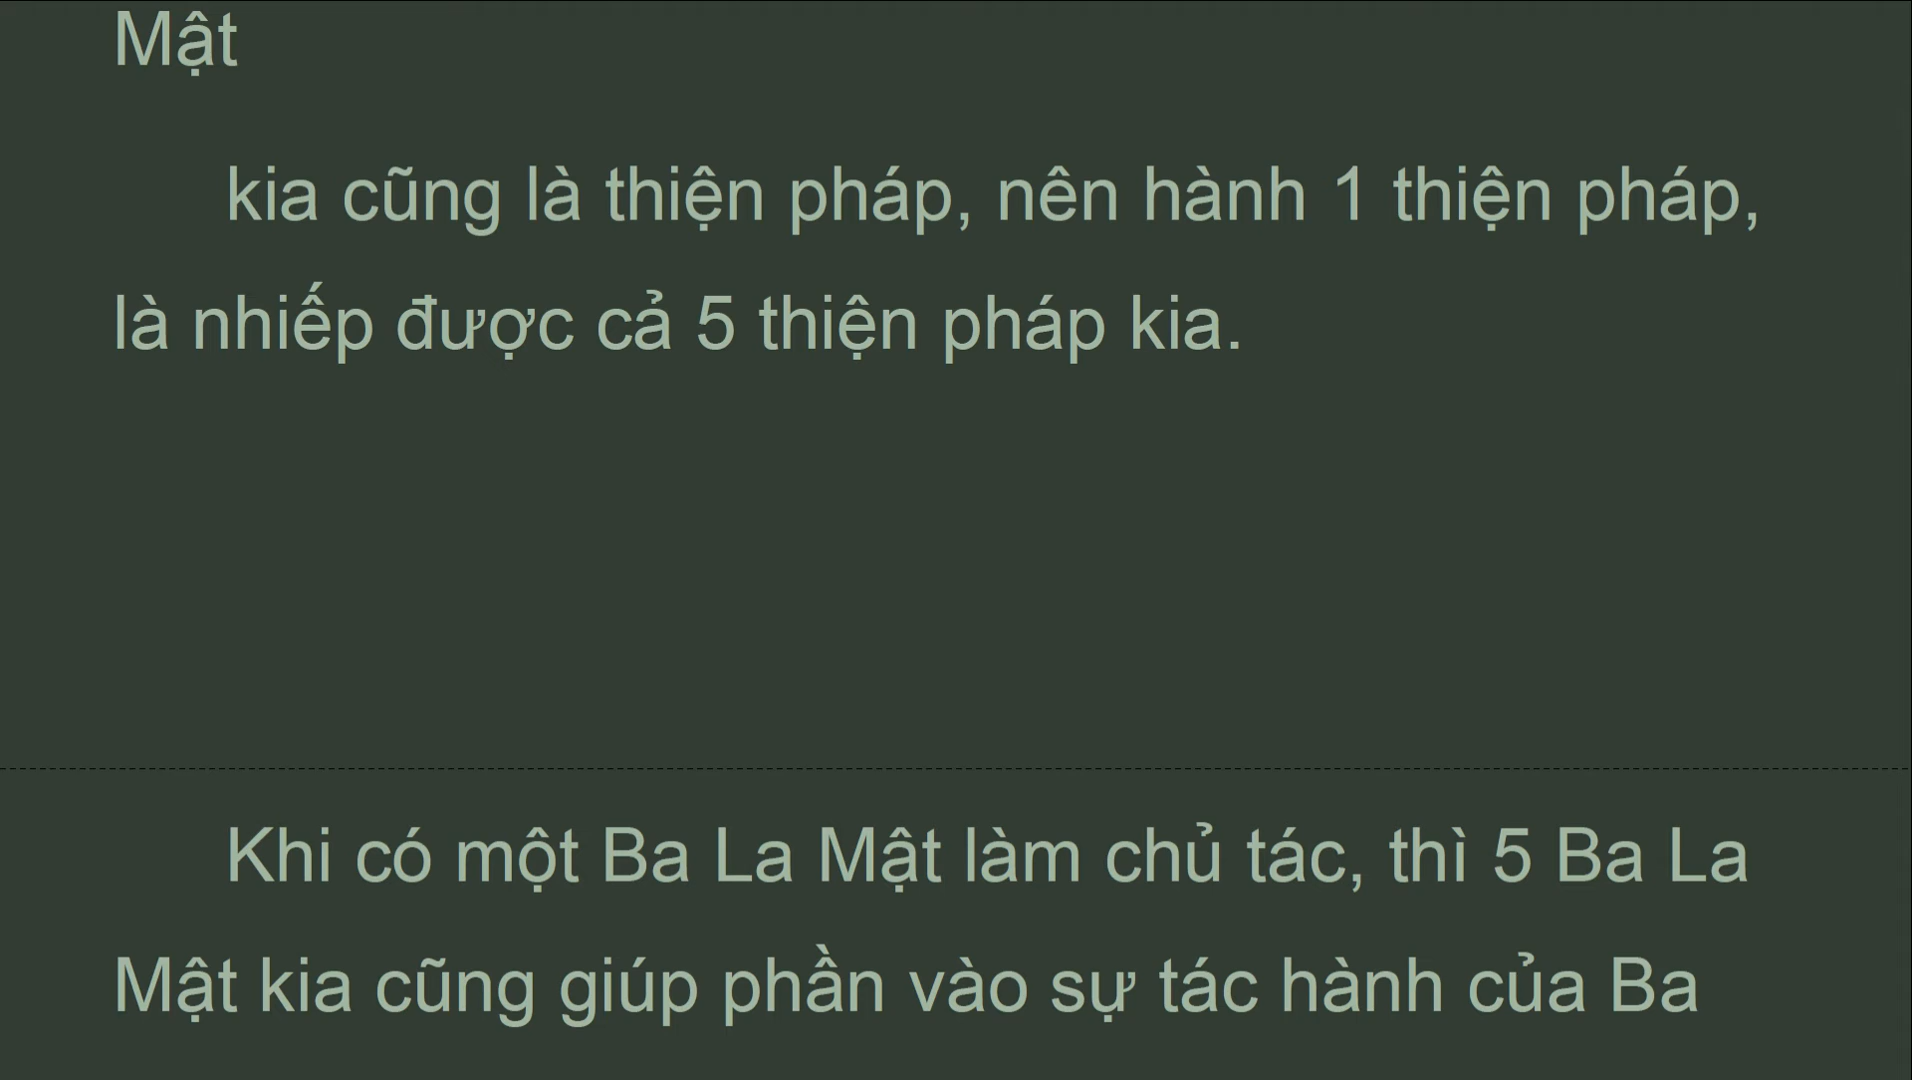 Mật
kia cũng là thiện pháp, nên hành 1 thiện pháp,
là nhiếp được cả 5 thiện pháp kia.
Khi có một Ba La Mật làm chủ tác, thì 5 Ba La
Mật kia cũng giúp phần vào sự tác hành của Ba